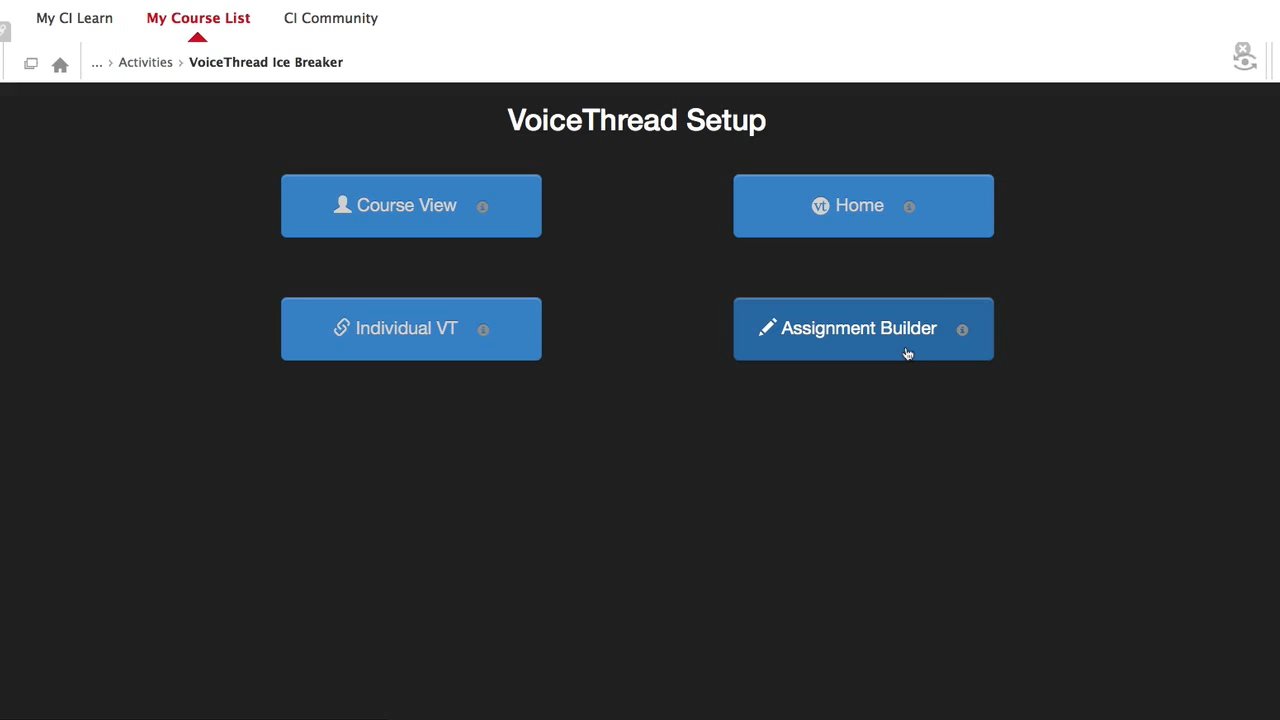 My CI Learn My Course List CI Community
... › Activities › VoiceThread Ice Breaker
VoiceThread Setup
Course View
vt Home
Individual VT
Assignment Builder